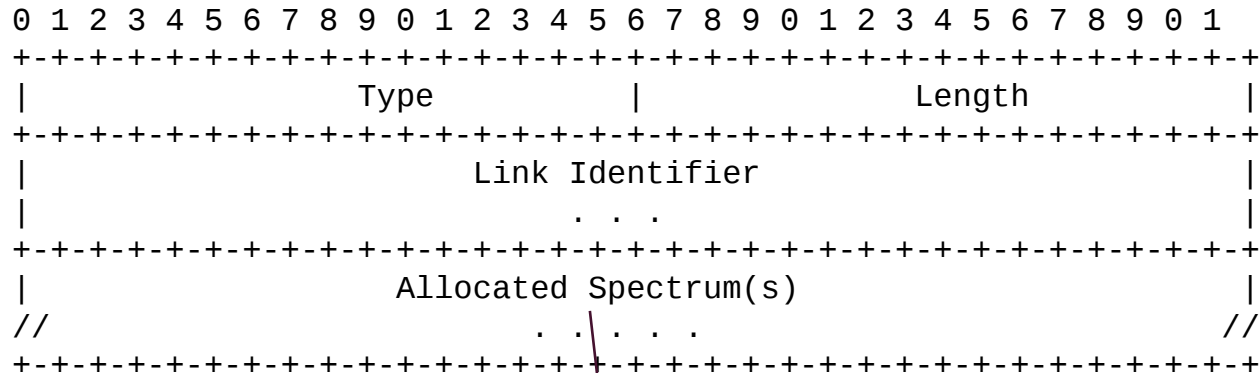 0 1 2 3 4 5 6 7 8 9 0 1 2 3 4 5 6 7 8 9 0 1 2 3 4 5 6 7 8 9 0 1
+-+-+-+-+-+-+-+-+-+-+-+-+-+-+-+-+-+-+-+-+-+-+-+-+-+-+-+-+-+-+-+-+
| Type | Length |
+-+-+-+-+-+-+-+-+-+-+-+-+-+-+-+-+-+-+-+-+-+-+-+-+-+-+-+-+-+-+-+-+
| Link Identifier |
| . . . |
+-+-+-+-+-+-+-+-+-+-+-+-+-+-+-+-+-+-+-+-+-+-+-+-+-+-+-+-+-+-+-+-+
| Allocated Spectrum(s) |
// . . . . . //
+-+-+-+-+-+-+-+-+-+-+-+-+-+-+-+-+-+-+-+-+-+-+-+-+-+-+-+-+-+-+-+-+